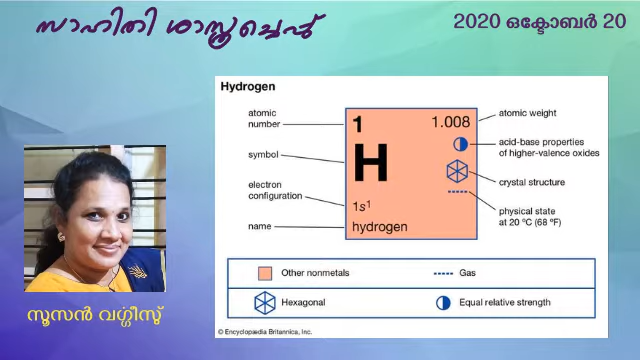 സാഹിതി ശാസ്ത്രച്ചെപ്പ്
2020 ഒക്ടോബർ 20
Hydrogen
atomic
number
1
1.008
atomic weight
acid-base properties
of higher-valence oxides
symbol
H
crystal structure
electron
configuration
1s¹
physical state
at 20 ºC (68 ºF)
name
hydrogen
Other nonmetals
Gas
Hexagonal
Equal relative strength
© Encyclopædia Britannica, Inc.
സൂസൻ വർഗ്ഗീസ്